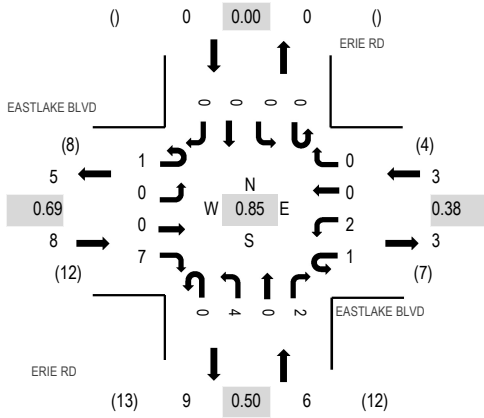 () 0 0.00 0 ()
ERIE RD
EASTLAKE BLVD
0 0 0 0
(8) 1 0 (4)
5 0 N 0 3
0.69 W 0.85 E 0.38
8 0 S 2 3
(12) 7 1 (7)
0 4 0 2
EASTLAKE BLVD
ERIE RD
(13) 9 0.50 6 (12)